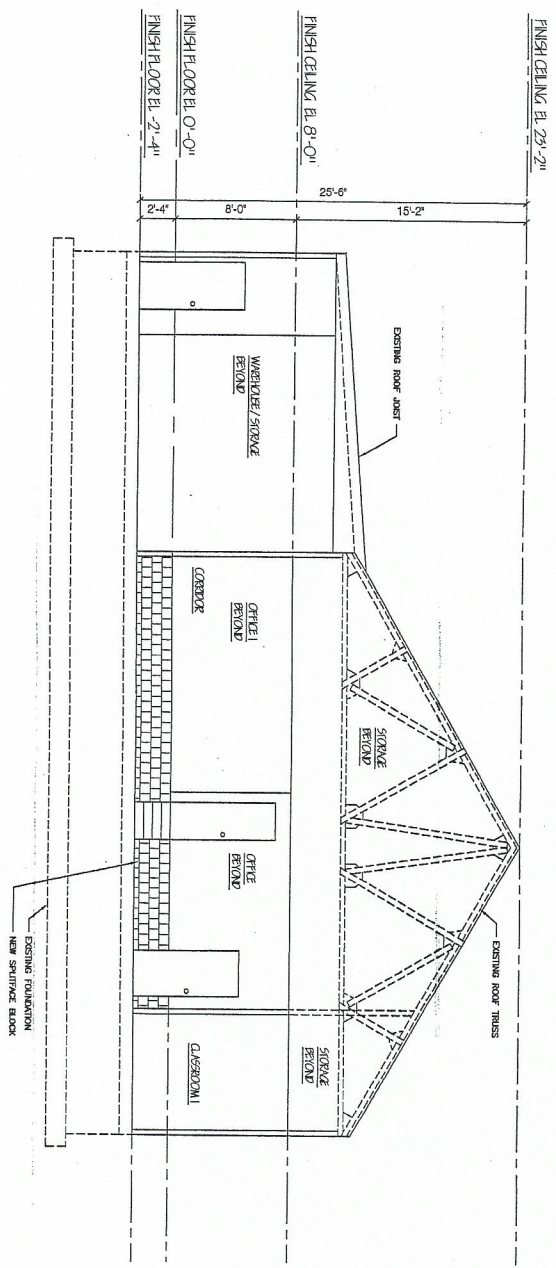 FINISH CEILING EL 23'-2"
FINISH CEILING EL 8'-0"
FINISH FLOOR EL 0'-0"
FINISH FLOOR EL -2'-4"
25'-6"
15'-2"
8'-0"
2'-4"
EXISTING ROOF JOIST
EXISTING ROOF TRUSS
WAREHOUSE / STORAGE
BEYOND
STORAGE
BEYOND
OFFICE 1
BEYOND
CORRIDOR
OFFICE
BEYOND
STORAGE
BEYOND
CLASSROOM 1
EXISTING FOUNDATION
NEW SPLITFACE BLOCK